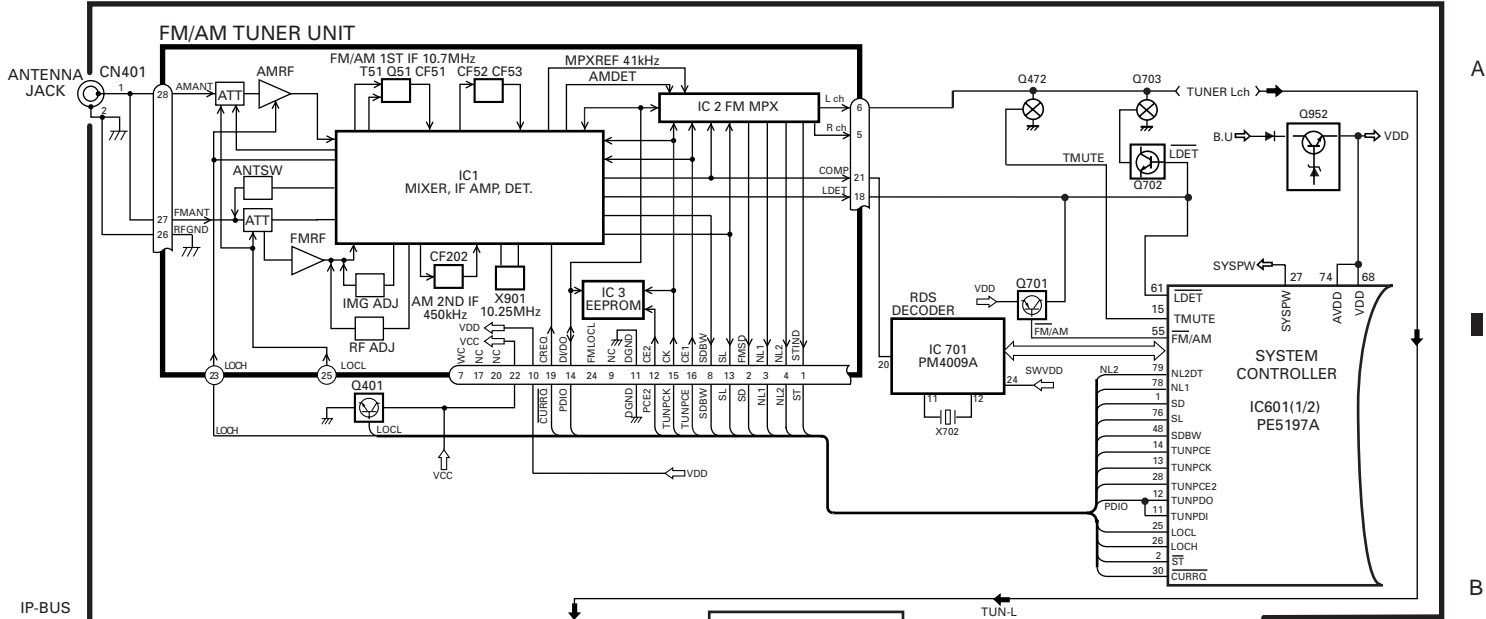 FM/AM TUNER UNIT
A
ANTENNA JACK
CN401
1
2
28
AMANT
ATT
AMRF
FM/AM 1ST IF 10.7MHz
T51 Q51 CF51
CF52 CF53
MPXREF 41kHz
AMDET
IC 2 FM MPX
L ch
6
R ch
5
COMP
21
LDET
18
Q472
Q703
TUNER Lch
B.U
Q952
VDD
TMUTE
LDET
Q702
ANTSW
IC1
MIXER, IF AMP, DET.
27
FMANT
ATT
26
RFGND
FMRF
IMG ADJ
RF ADJ
CF202
AM 2ND IF
450kHz
X901
10.25MHz
IC 3
EEPROM
VDD
VCC
LOCH
23
LOCL
25
WC
NC
NC
CREQ
DI/DO
FMLOCL
NC
DGND
CE2
CK
CE1
SDBW
SL
FMSD
NL1
NL2
STIND
7 17 20 22 10 19 14 24 9 11 12 15 16 8 13 2 3 4 1
CURRQ
PDIO
DGND
PCE2
TUNPCK
TUNPCE
SDBW
SL
SD
NL1
NL2
ST
Q401
LOCH
LOCL
VCC
VDD
RDS
DECODER
IC 701
PM4009A
20
24
SWVDD
11
12
X702
VDD
Q701
FM/AM
SYSPW
27
74
68
SYSPW
AVDD
VDD
61
LDET
15
TMUTE
55
FM/AM
SYSTEM
CONTROLLER
IC601(1/2)
PE5197A
NL2
79
NL2DT
78
NL1
1
SD
76
SL
48
SDBW
14
TUNPCE
13
TUNPCK
28
TUNPCE2
PDIO
12
TUNPDO
11
TUNPDI
25
LOCL
26
LOCH
2
ST
30
CURRQ
B
IP-BUS
TUN-L